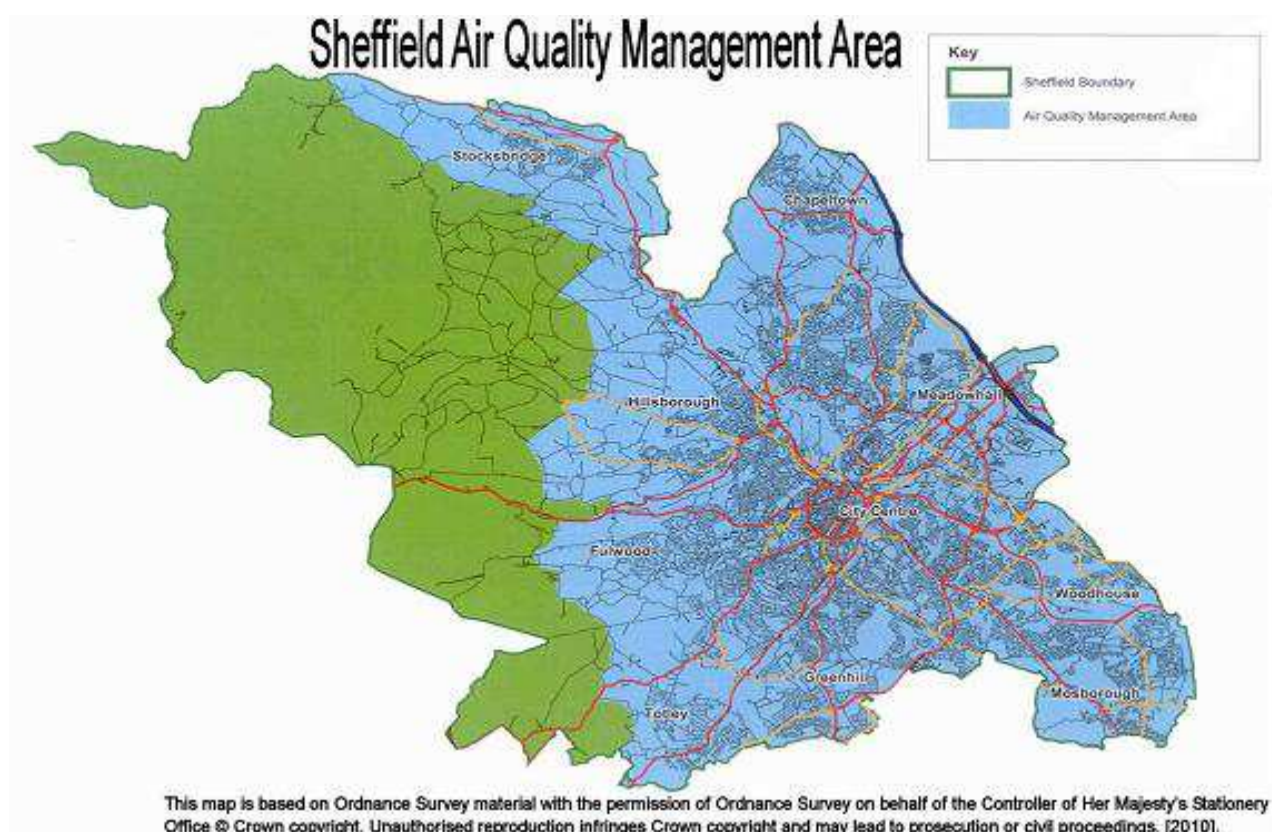 Sheffield Air Quality Management Area
Key
Sheffield Boundary
Air Quality Management Area
Stocksbridge
Chapeltown
Hillsborough
Meadowhall
City Centre
Fulwood
Woodhouse
Greenhill
Mosborough
Totley
This map is based on Ordnance Survey material with the permission of Ordnance Survey on behalf of the Controller of Her Majesty's Stationery
Office © Crown copyright. Unauthorised reproduction infringes Crown copyright and may lead to prosecution or civil proceedings. [2010].